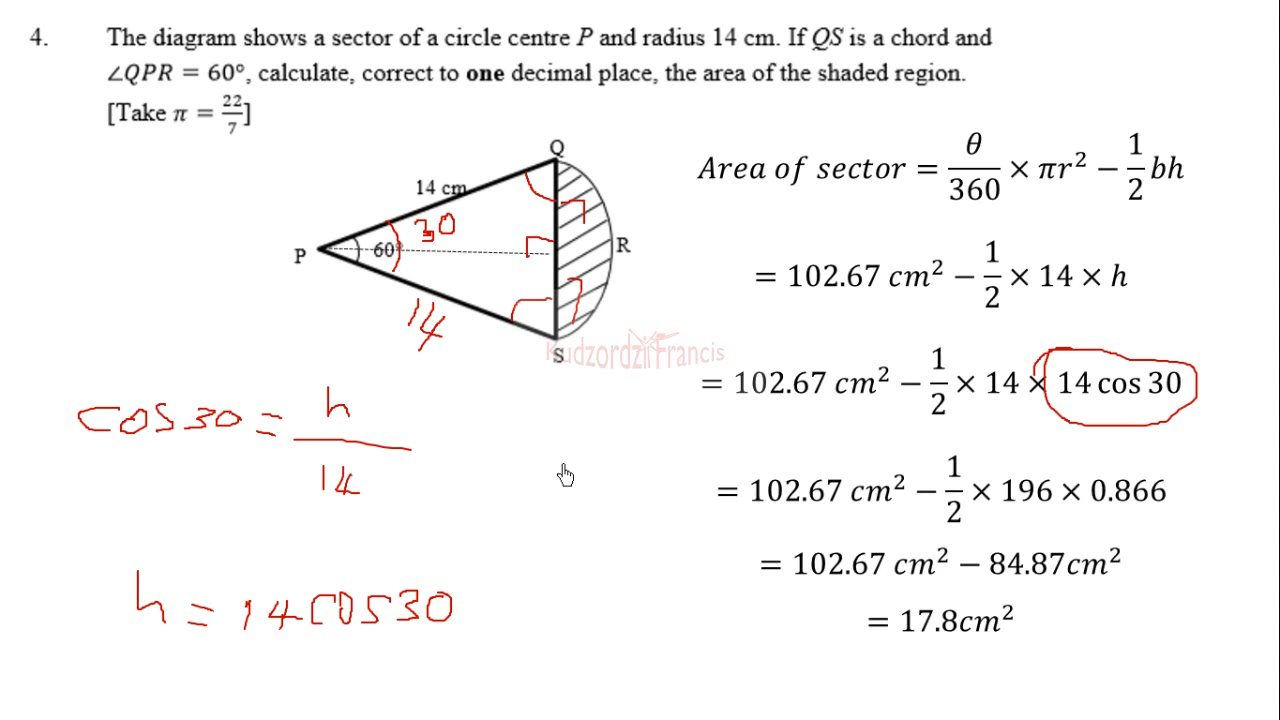 4. The diagram shows a sector of a circle centre P and radius 14 cm. If QS is a chord and
∠QPR = 60°, calculate, correct to one decimal place, the area of the shaded region.
[Take π = 22/7]
Q
14 cm
30
P
60°
R
14
S
Kudzordzi Francis
cos 30 = h/14
h = 14 cos 30
Area of sector = θ/360 × πr² − 1/2 bh
= 102.67 cm² − 1/2 × 14 × h
= 102.67 cm² − 1/2 × 14 × 14 cos 30
= 102.67 cm² − 1/2 × 196 × 0.866
= 102.67 cm² − 84.87cm²
= 17.8cm²